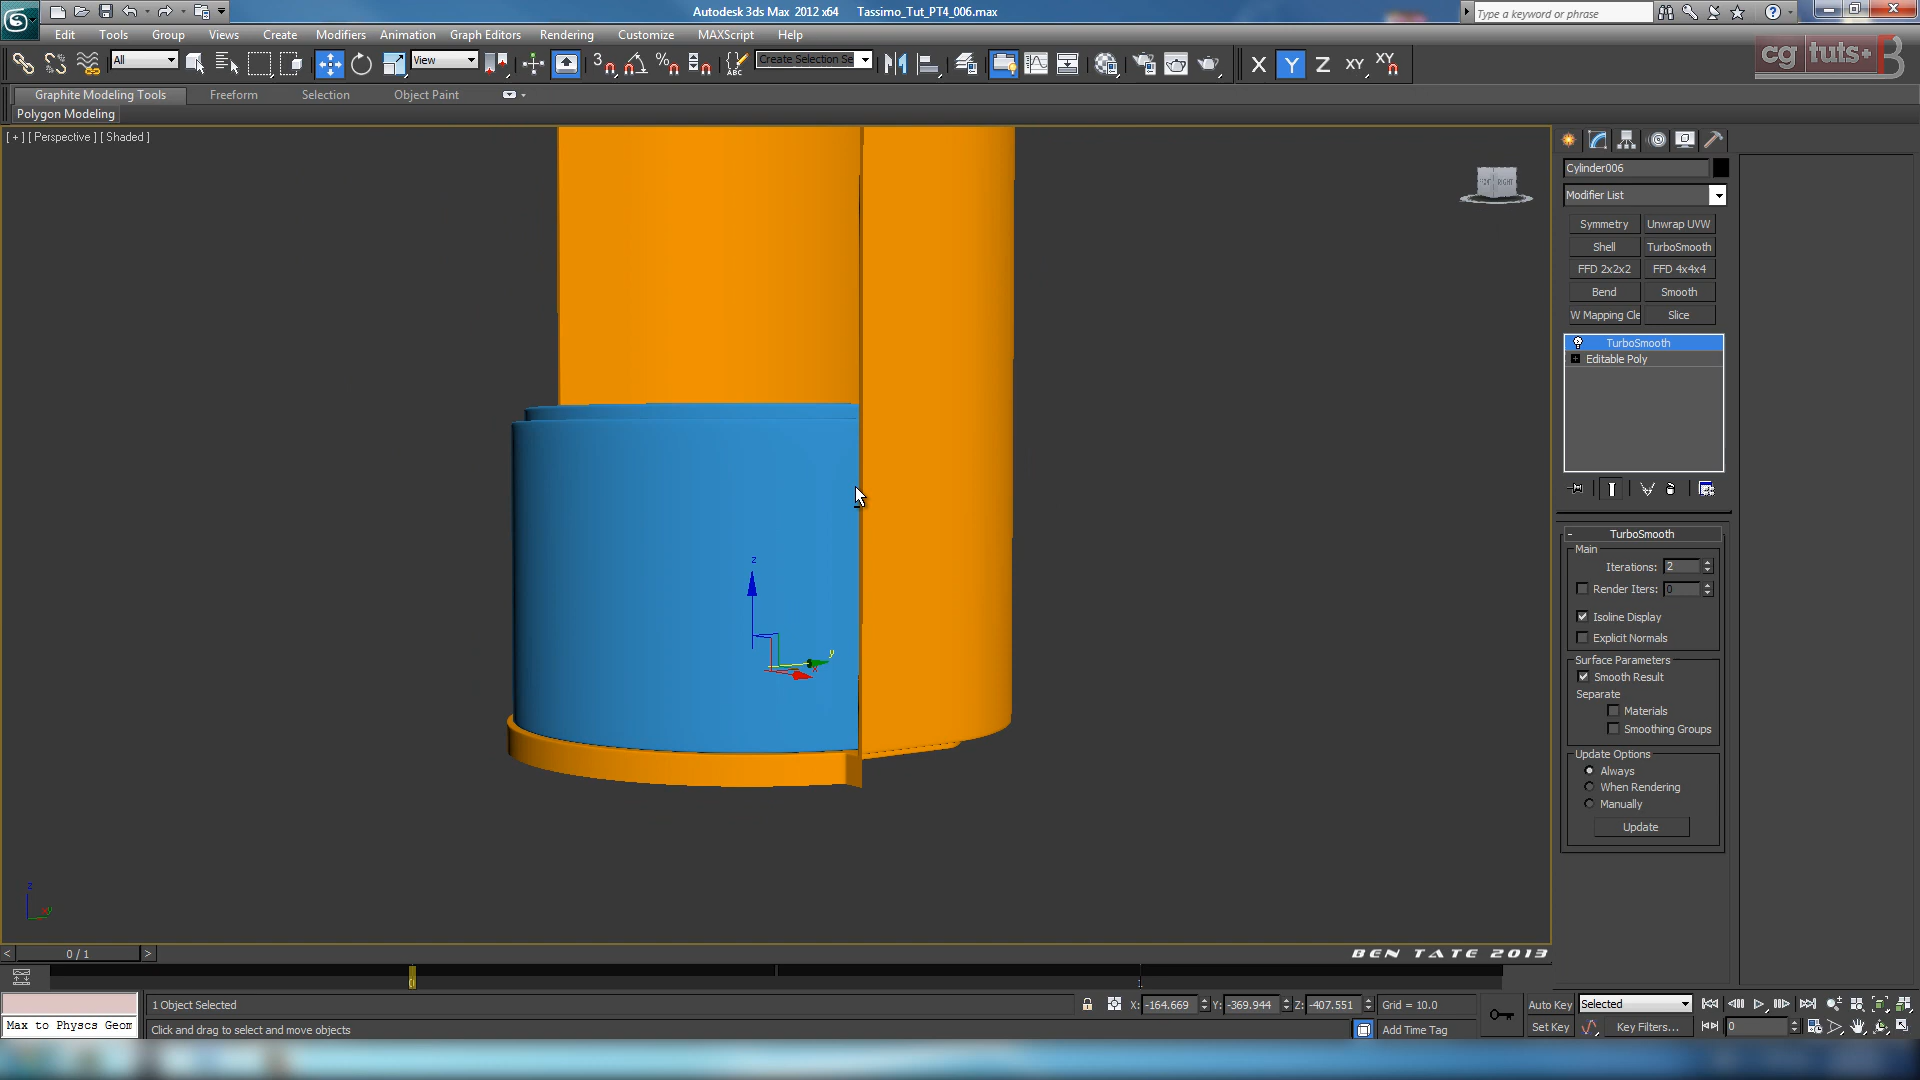 Autodesk 3ds Max 2012 x64 Tassimo_Tut_PT4_006.max
Type a keyword or phrase
Edit Tools Group Views Create Modifiers Animation Graph Editors Rendering Customize MAXScript Help
All View 3 Create Selection Se X Y Z XY XY
cg tuts+
Graphite Modeling Tools Freeform Selection Object Paint
Polygon Modeling
[ + ] [ Perspective ] [ Shaded ]
RIGHT
Cylinder006
Modifier List
Symmetry Unwrap UVW
Shell TurboSmooth
FFD 2x2x2 FFD 4x4x4
Bend Smooth
W Mapping Cle Slice
TurboSmooth
Editable Poly
TurboSmooth
Main
Iterations: 2
Render Iters: 0
Isoline Display
Explicit Normals
Surface Parameters
Smooth Result
Separate
Materials
Smoothing Groups
Update Options
Always
When Rendering
Manually
Update
z
y
x
z
< 0 / 1 >
BEN TATE 2013
0 1
1 Object Selected X: -164.669 Y: -369.944 Z: -407.551 Grid = 10.0 Auto Key Selected
Max to Physcs Geom Click and drag to select and move objects Add Time Tag Set Key Key Filters... 0